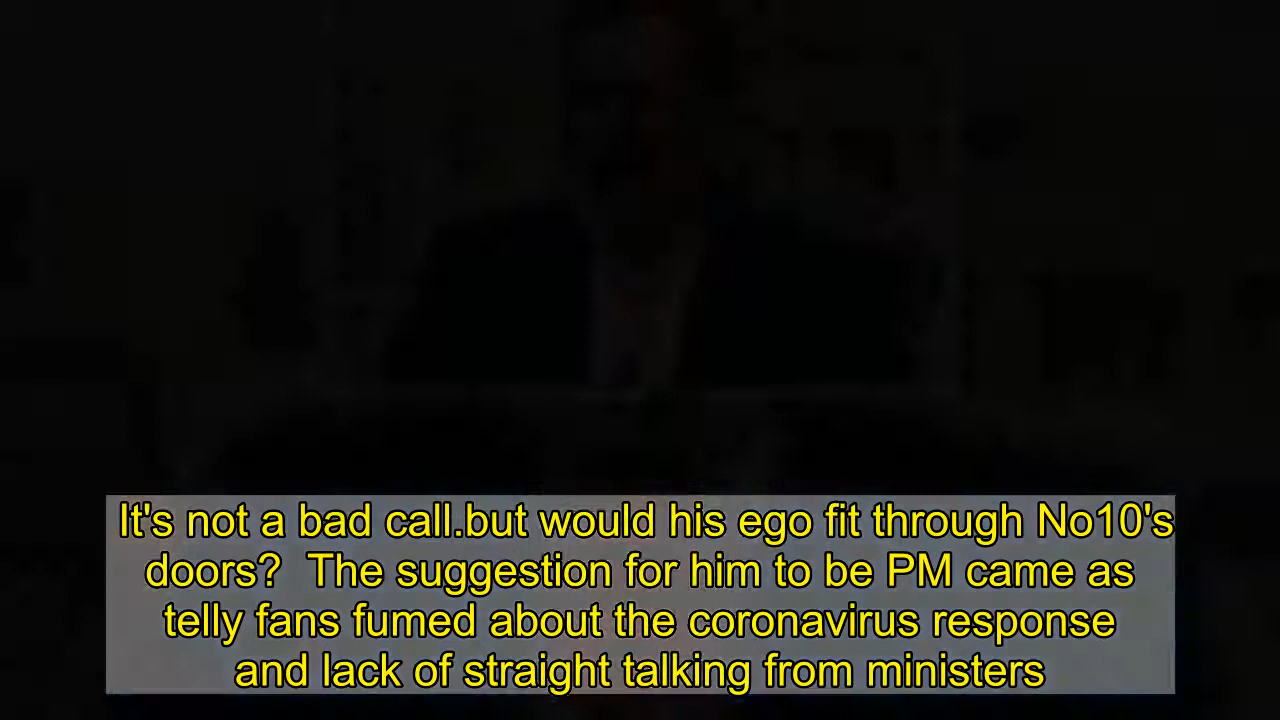 It's not a bad call.but would his ego fit through No10's
doors?  The suggestion for him to be PM came as
telly fans fumed about the coronavirus response
and lack of straight talking from ministers